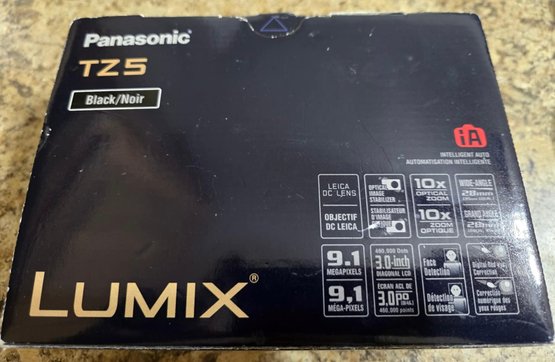 Panasonic
TZ5
Black/Noir
iA
INTELLIGENT AUTO
AUTOMATISATION INTELLIGENTE
LEICA
DC LENS
OPTICAL
IMAGE
STABILIZER
10x
OPTICAL
ZOOM
WIDE-ANGLE
28mm
OBJECTIF
DC LEICA
STABILISATEUR
D'IMAGE
OPTIQUE
10x
ZOOM
OPTIQUE
GRAND ANGLE
28mm
9.1
MEGAPIXELS
460,000 Dots
3.0-inch
DIAGONAL LCD
Face
Detection
Digital Red Eye
Correction
9,1
MÉGA-PIXELS
ÉCRAN ACL DE
3,0 po
460,000 points
Détection
de visage
Correction
numérique des
yeux rouges
LUMIX®